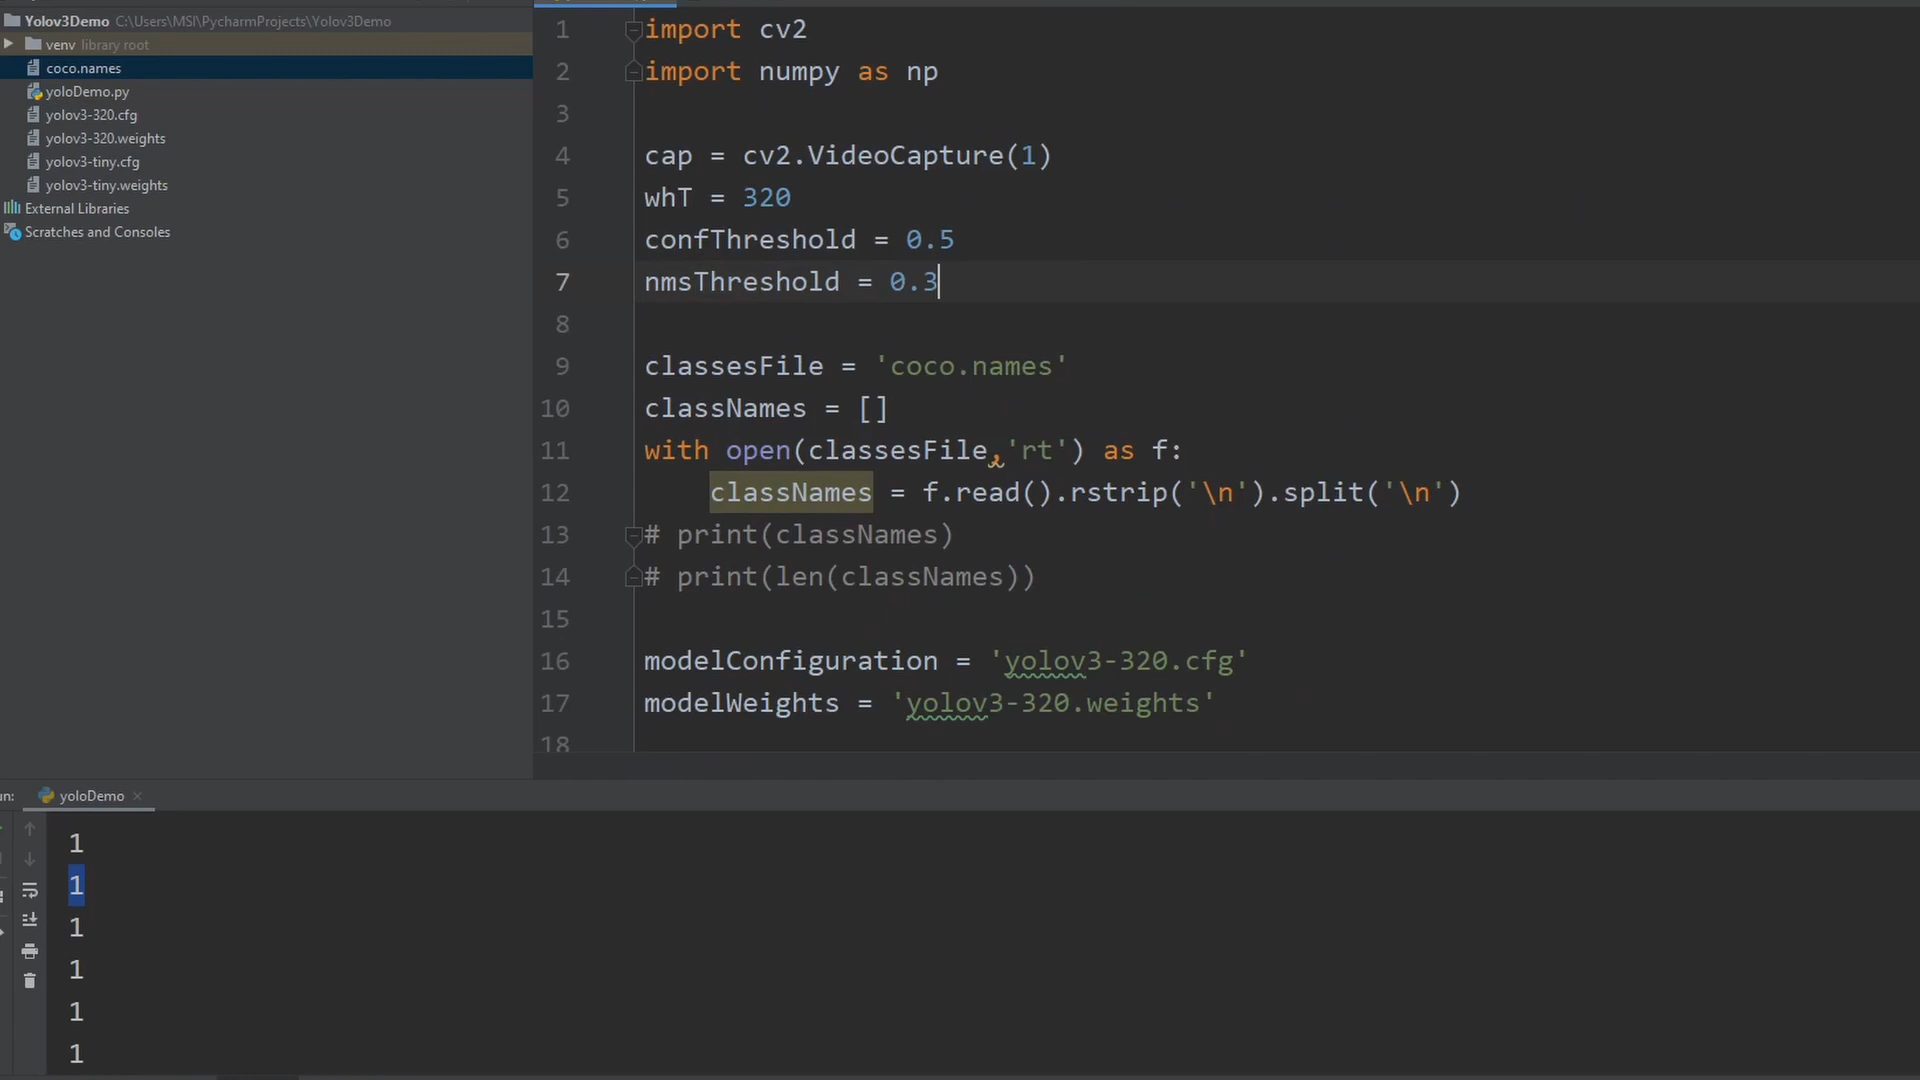 Yolov3Demo C:\Users\MSI\PycharmProjects\Yolov3Demo
venv library root
coco.names
yoloDemo.py
yolov3-320.cfg
yolov3-320.weights
yolov3-tiny.cfg
yolov3-tiny.weights
External Libraries
Scratches and Consoles
1 import cv2
2 import numpy as np
3
4 cap = cv2.VideoCapture(1)
5 whT = 320
6 confThreshold = 0.5
7 nmsThreshold = 0.3
8
9 classesFile = 'coco.names'
10 classNames = []
11 with open(classesFile,'rt') as f:
12 classNames = f.read().rstrip('\n').split('\n')
13 # print(classNames)
14 # print(len(classNames))
15
16 modelConfiguration = 'yolov3-320.cfg'
17 modelWeights = 'yolov3-320.weights'
18
un: yoloDemo
1
1
1
1
1
1